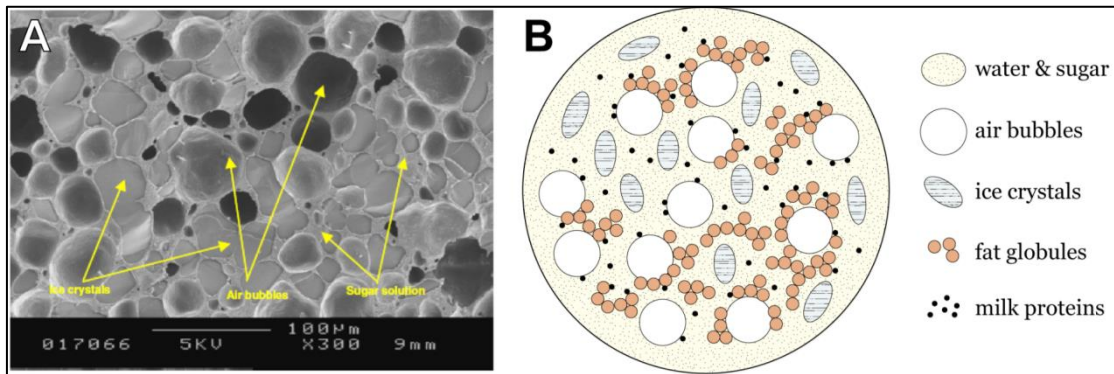 A
Ice crystals
Air bubbles
Sugar solution
100µm
017066 5KV X300 9mm
B
water & sugar
air bubbles
ice crystals
fat globules
milk proteins